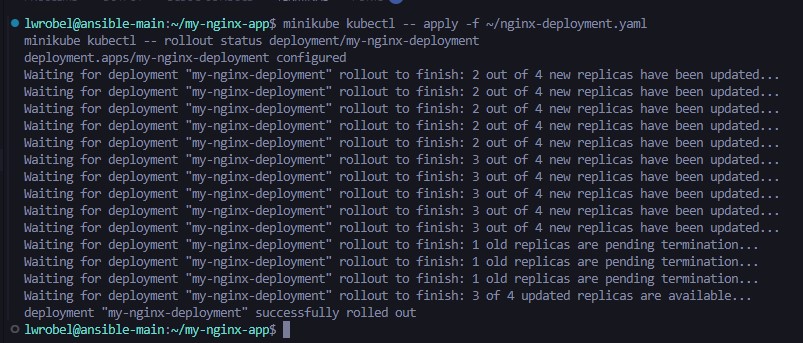 lwrobel@ansible-main:~/my-nginx-app$ minikube kubectl -- apply -f ~/nginx-deployment.yaml
minikube kubectl -- rollout status deployment/my-nginx-deployment
deployment.apps/my-nginx-deployment configured
Waiting for deployment "my-nginx-deployment" rollout to finish: 2 out of 4 new replicas have been updated...
Waiting for deployment "my-nginx-deployment" rollout to finish: 2 out of 4 new replicas have been updated...
Waiting for deployment "my-nginx-deployment" rollout to finish: 2 out of 4 new replicas have been updated...
Waiting for deployment "my-nginx-deployment" rollout to finish: 2 out of 4 new replicas have been updated...
Waiting for deployment "my-nginx-deployment" rollout to finish: 2 out of 4 new replicas have been updated...
Waiting for deployment "my-nginx-deployment" rollout to finish: 3 out of 4 new replicas have been updated...
Waiting for deployment "my-nginx-deployment" rollout to finish: 3 out of 4 new replicas have been updated...
Waiting for deployment "my-nginx-deployment" rollout to finish: 3 out of 4 new replicas have been updated...
Waiting for deployment "my-nginx-deployment" rollout to finish: 3 out of 4 new replicas have been updated...
Waiting for deployment "my-nginx-deployment" rollout to finish: 3 out of 4 new replicas have been updated...
Waiting for deployment "my-nginx-deployment" rollout to finish: 1 old replicas are pending termination...
Waiting for deployment "my-nginx-deployment" rollout to finish: 1 old replicas are pending termination...
Waiting for deployment "my-nginx-deployment" rollout to finish: 1 old replicas are pending termination...
Waiting for deployment "my-nginx-deployment" rollout to finish: 3 of 4 updated replicas are available...
deployment "my-nginx-deployment" successfully rolled out
lwrobel@ansible-main:~/my-nginx-app$